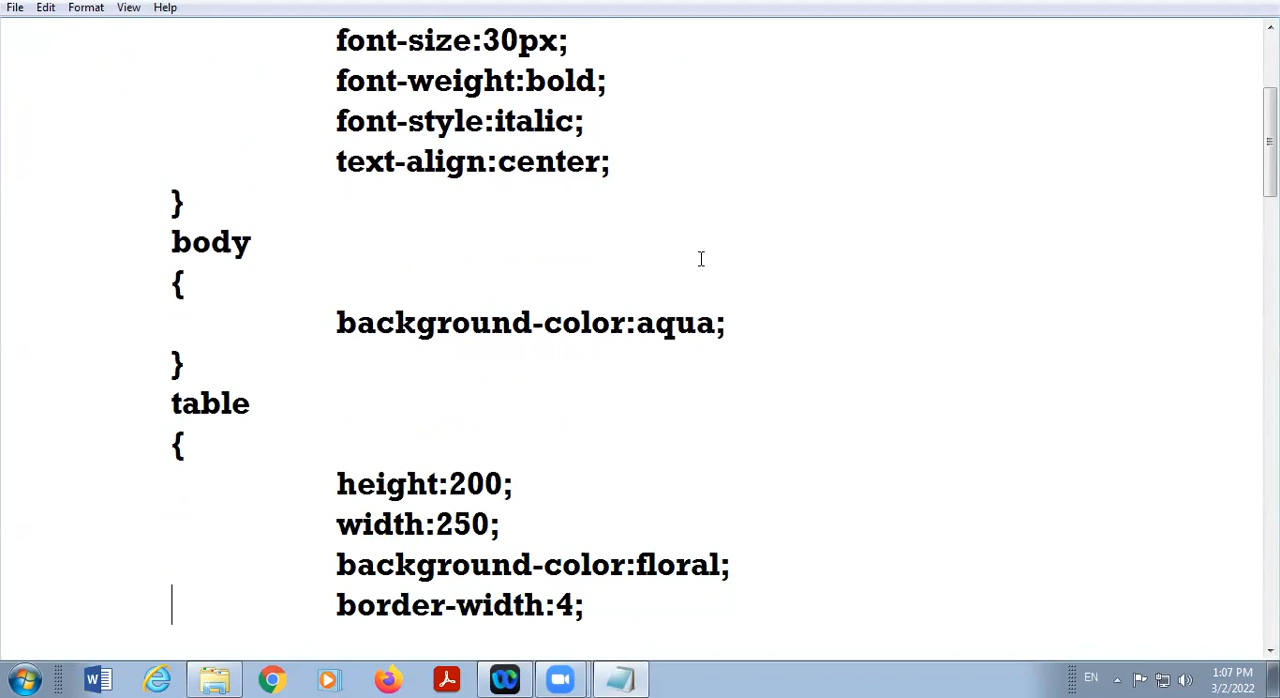 File Edit Format View Help
font-size:30px;
font-weight:bold;
font-style:italic;
text-align:center;
}
body
{
background-color:aqua;
}
table
{
height:200;
width:250;
background-color:floral;
border-width:4;
EN
1:07 PM
3/2/2022